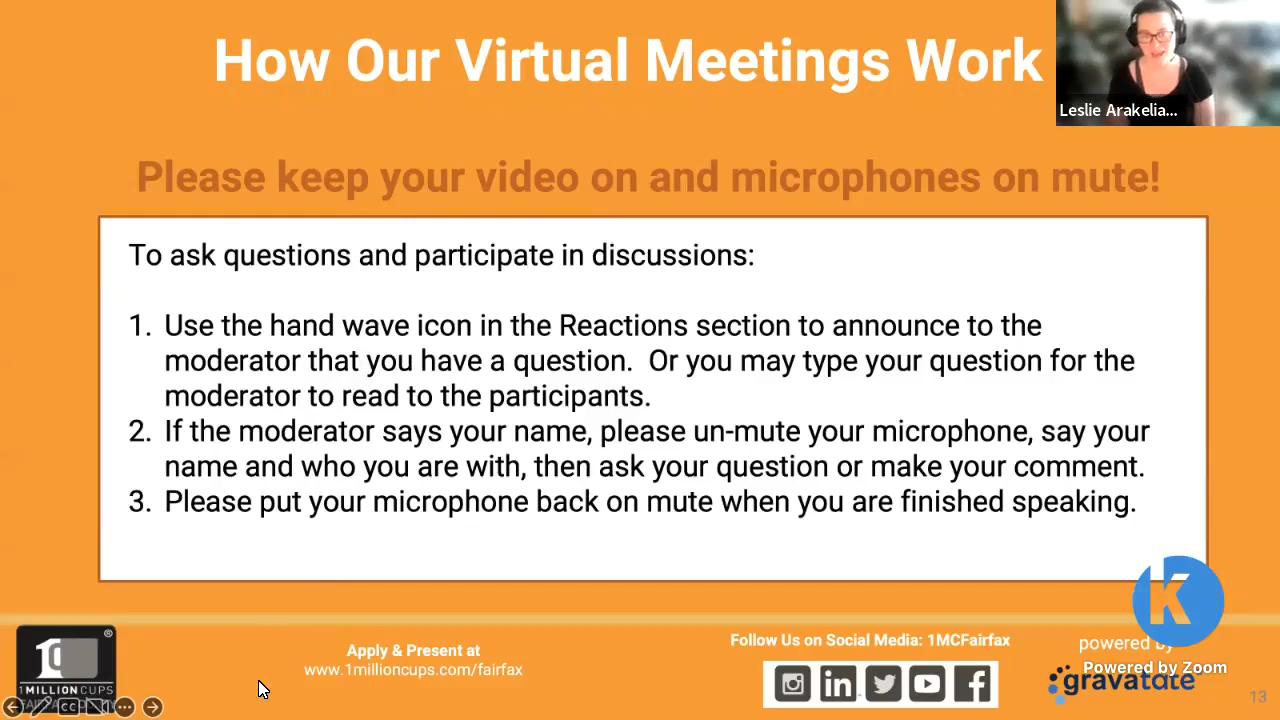 How Our Virtual Meetings Work
Leslie Arakelia...
Please keep your video on and microphones on mute!
To ask questions and participate in discussions:
1. Use the hand wave icon in the Reactions section to announce to the
moderator that you have a question. Or you may type your question for the
moderator to read to the participants.
2. If the moderator says your name, please un-mute your microphone, say your
name and who you are with, then ask your question or make your comment.
3. Please put your microphone back on mute when you are finished speaking.
K
®
1MILLIONCUPS
Apply & Present at
www.1millioncups.com/fairfax
Follow Us on Social Media: 1MCFairfax
in
f
powered by
Powered by Zoom
gravatate
CC
13